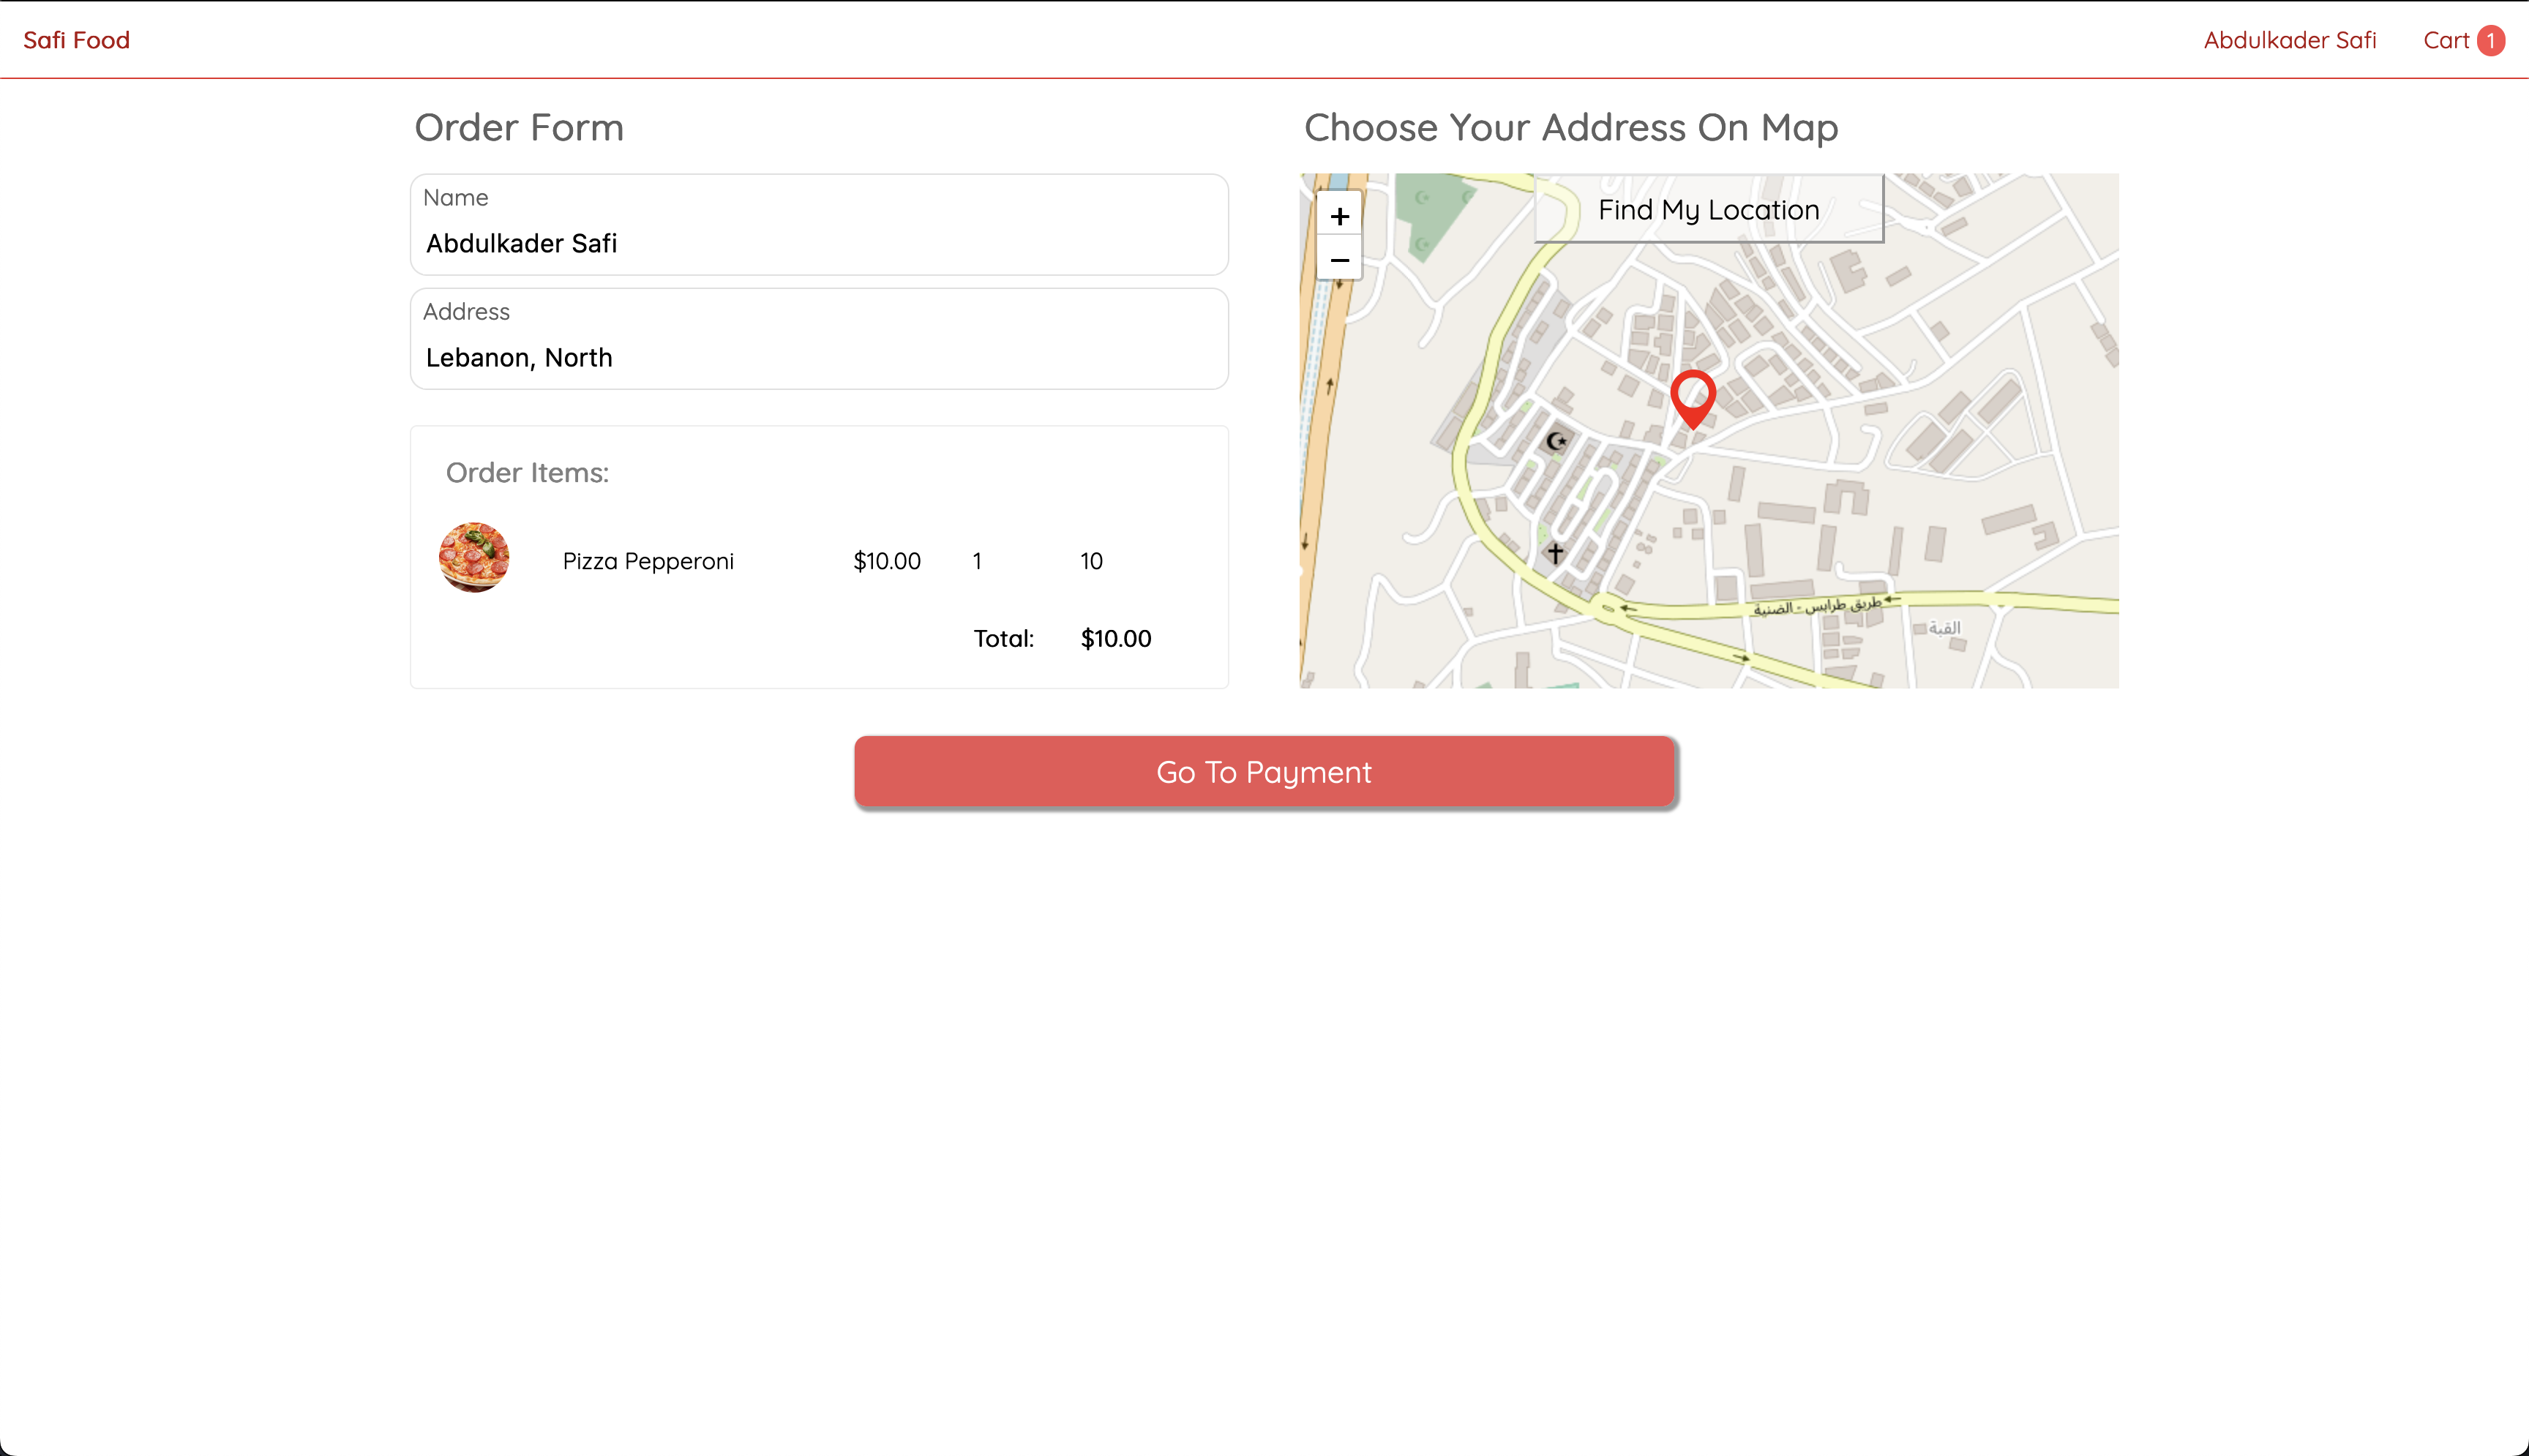 Safi Food
Abdulkader Safi
Cart 1
Order Form
Name
Abdulkader Safi
Address
Lebanon, North
Order Items:
Pizza Pepperoni $10.00 1 10
Total: $10.00
Choose Your Address On Map
+
−
Find My Location
طريق طرابس - الضنية
القبة
Go To Payment